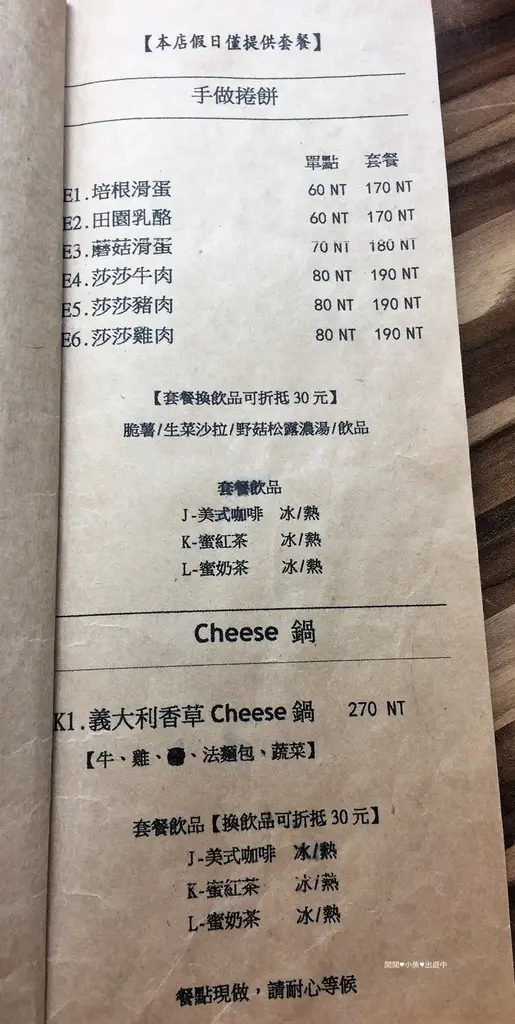 【本店假日僅提供套餐】
手做捲餅
單點 套餐
E1.培根滑蛋 60 NT 170 NT
E2.田園乳酪 60 NT 170 NT
E3.蘑菇滑蛋 70 NT 180 NT
E4.莎莎牛肉 80 NT 190 NT
E5.莎莎豬肉 80 NT 190 NT
E6.莎莎雞肉 80 NT 190 NT
【套餐換飲品可折抵 30 元】
脆薯/生菜沙拉/野菇松露濃湯/飲品
套餐飲品
J-美式咖啡 冰/熱
K-蜜紅茶 冰/熱
L-蜜奶茶 冰/熱
Cheese 鍋
K1.義大利香草 Cheese 鍋 270 NT
【牛、雞、、法麵包、蔬菜】
套餐飲品【換飲品可折抵 30 元】
J-美式咖啡 冰/熱
K-蜜紅茶 冰/熱
L-蜜奶茶 冰/熱
餐點現做，請耐心等候
閒閒♥小魚♥出遊中